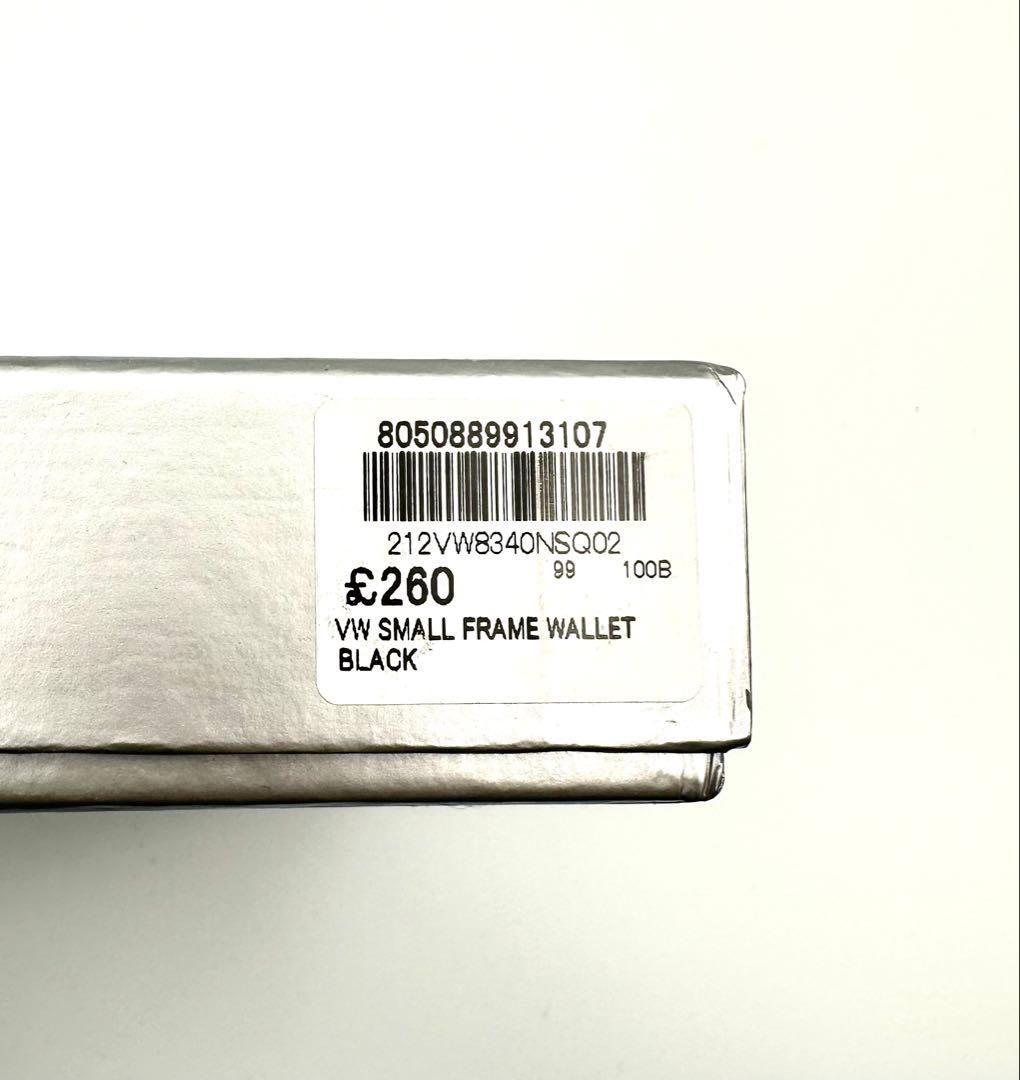 8050889913107
212VW8340NSQ02
£260 99 100B
VW SMALL FRAME WALLET
BLACK